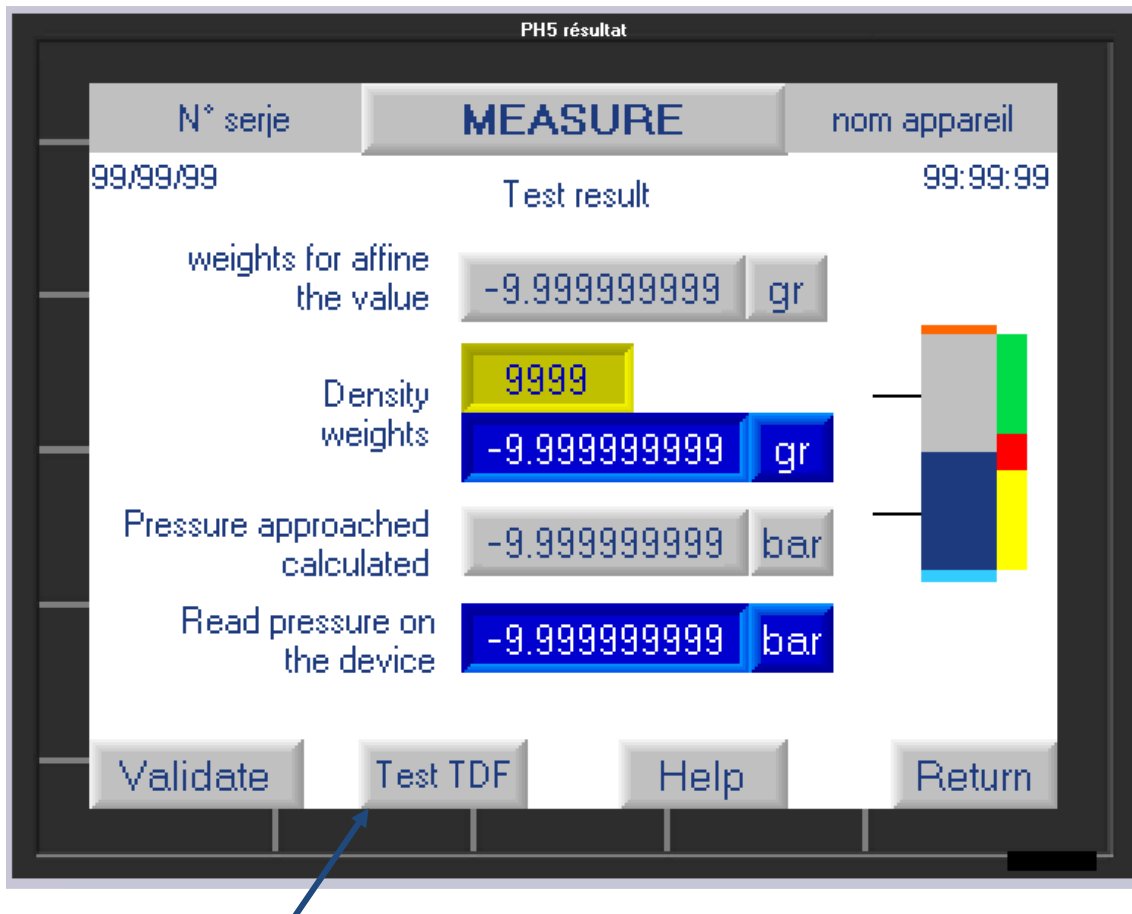 PH5 résultat
N° serje
MEASURE
nom appareil
99/99/99
Test result
99:99:99
weights for affine
the value
-9.999999999
gr
Density
weights
9999
-9.999999999
gr
Pressure approached
calculated
-9.999999999
bar
Read pressure on
the device
-9.999999999
bar
Validate
Test TDF
Help
Return